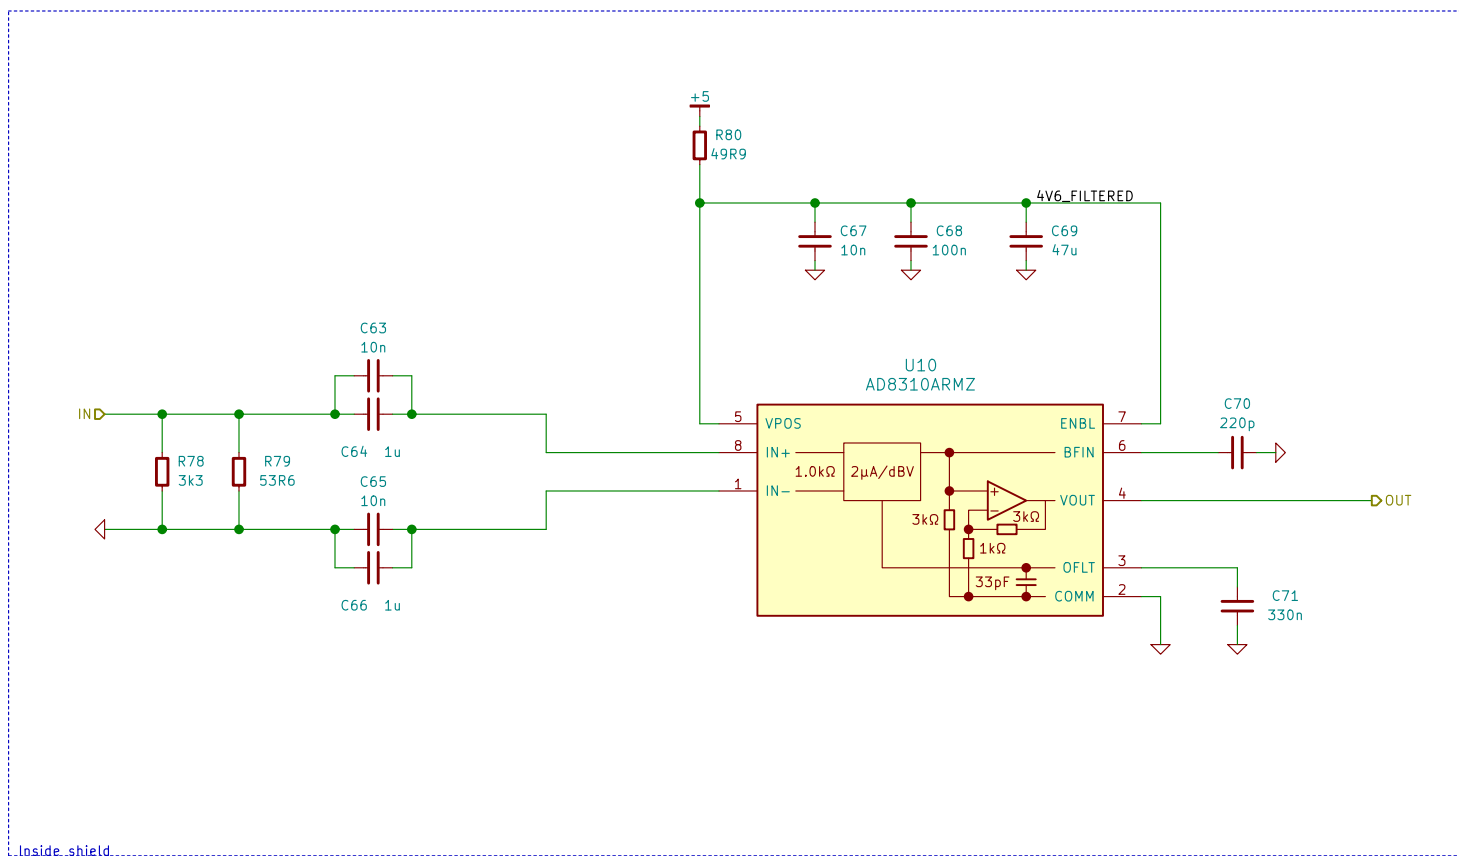 +5
R80
49R9
4V6_FILTERED
C67
10n
C68
100n
C69
47u
C63
10n
IN
C64 1u
R78
3k3
R79
53R6
C65
10n
C66 1u
U10
AD8310ARMZ
5
VPOS
ENBL
7
8
IN+
BFIN
6
1.0kΩ
2µA/dBV
1
IN-
+
-
VOUT
4
3kΩ
3kΩ
1kΩ
OFLT
3
33pF
COMM
2
C70
220p
OUT
C71
330n
Inside shield